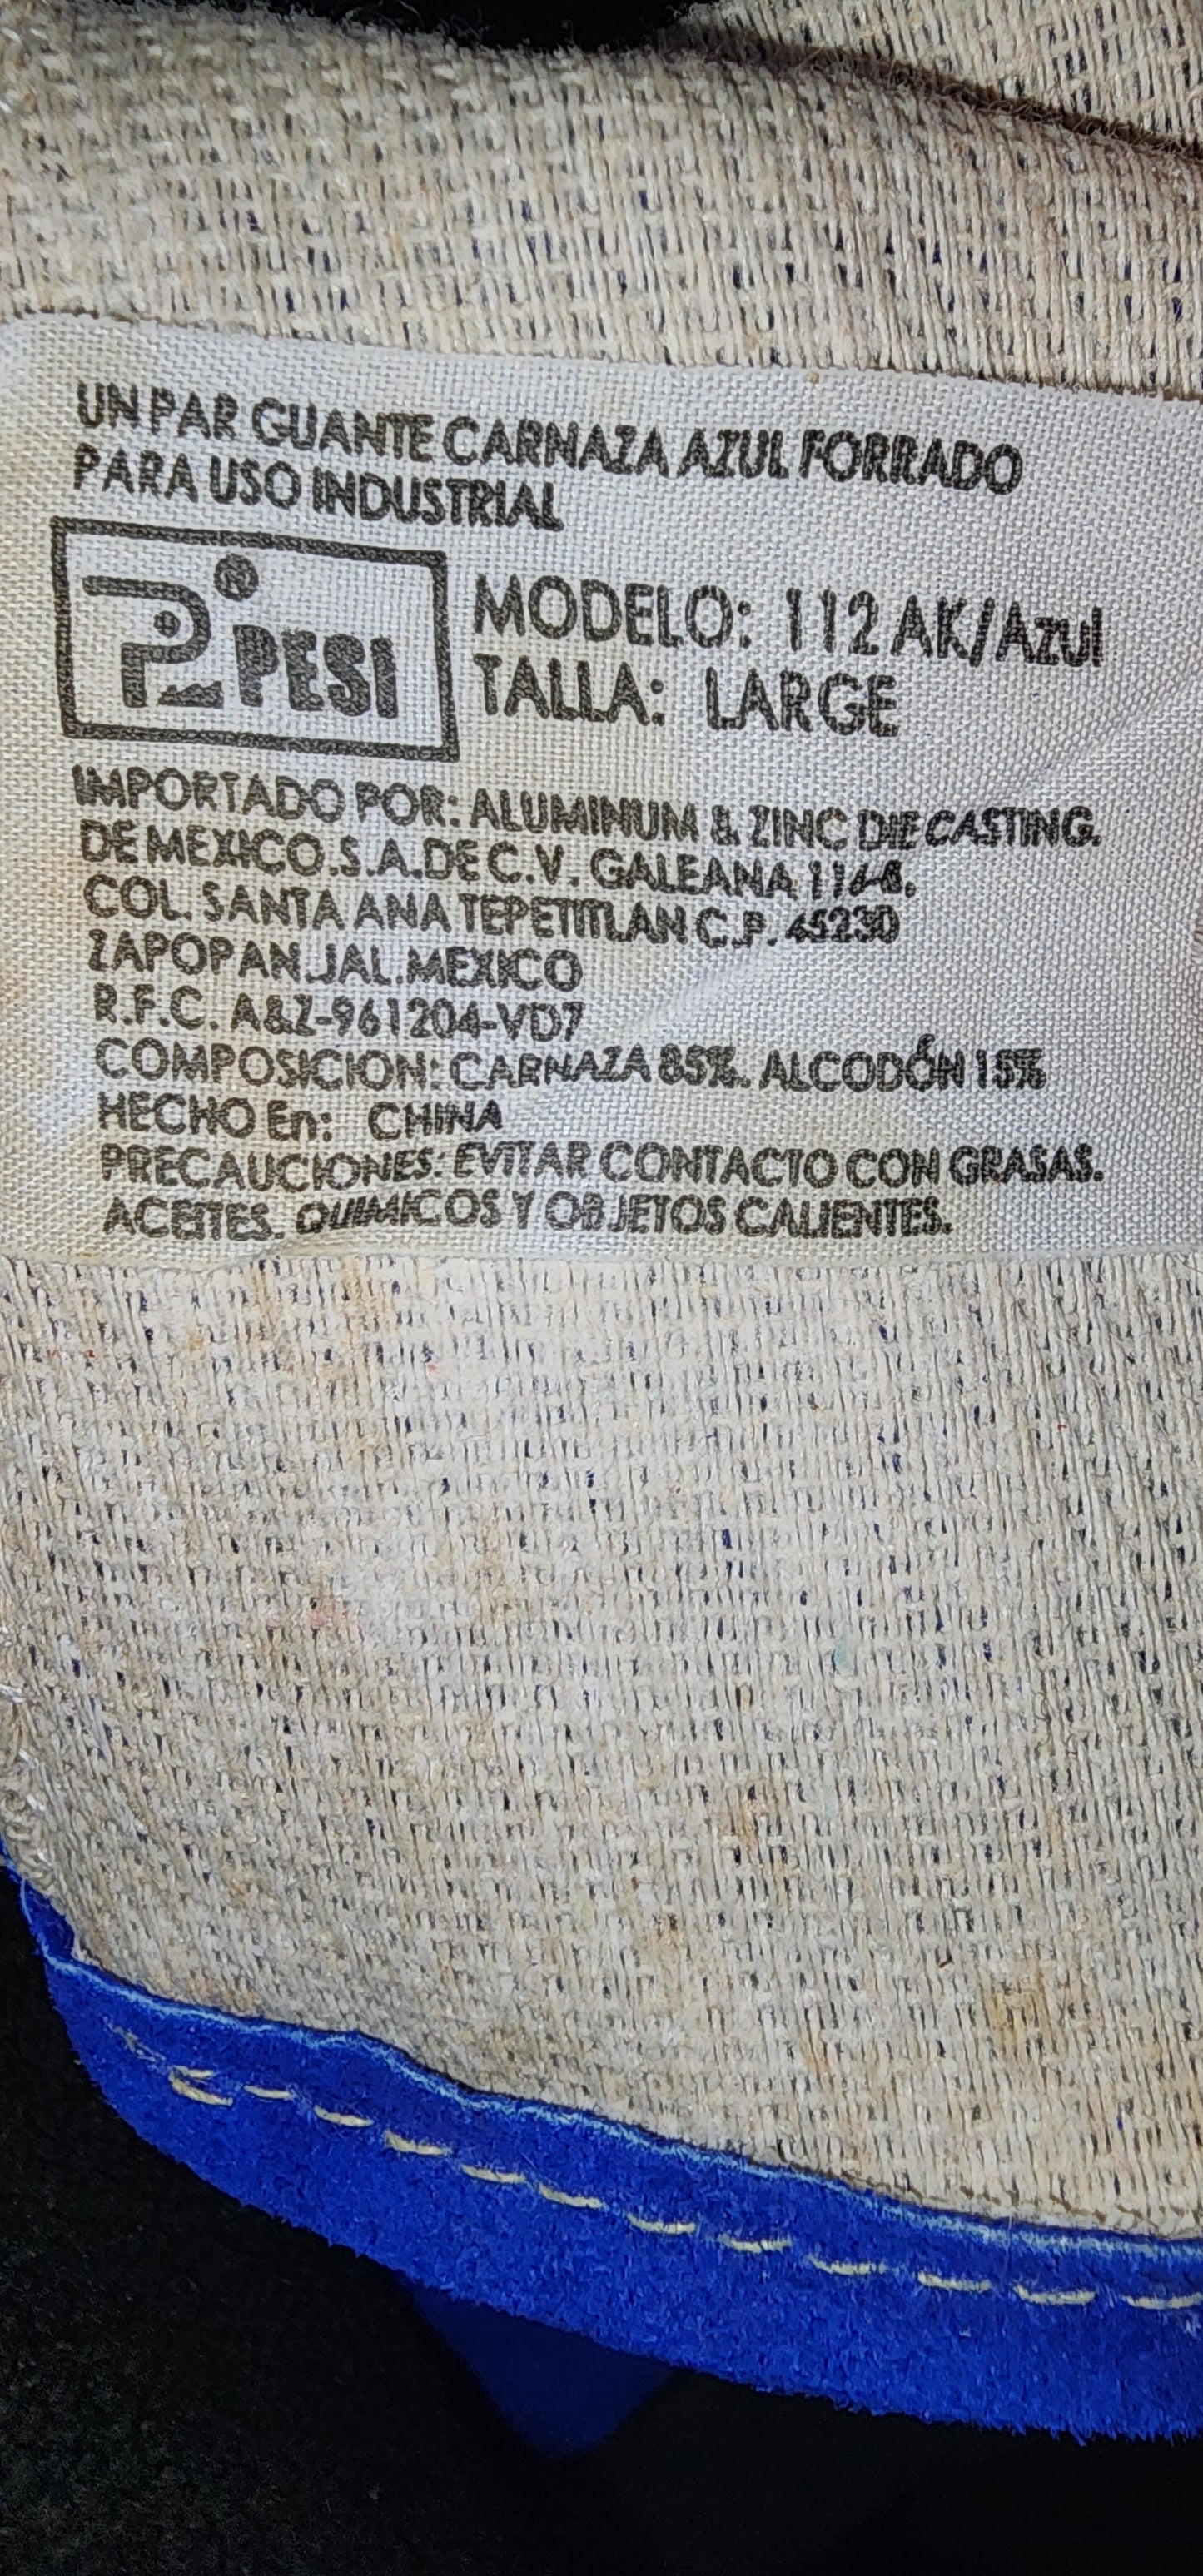 UN PAR GUANTE CARNAZA AZUL FORRADO
PARA USO INDUSTRIAL
PESI ®
MODELO: 112 AK/Azul
TALLA: LARGE
IMPORTADO POR: ALUMINUM & ZINC DIE CASTING.
DE MEXICO.S.A.DE C.V. GALEANA
COL. SANTA ANA TEPETITLAN C.P. 45230
ZAPOPAN.JAL.MEXICO
R.F.C. A&Z-961204-VD7
COMPOSICION: CARNAZA 85%. ALCODÓN 15%
HECHO En: CHINA
PRECAUCIONES: EVITAR CONTACTO CON GRASAS.
ACEITES. QUIMICOS Y OBJETOS CALIENTES.